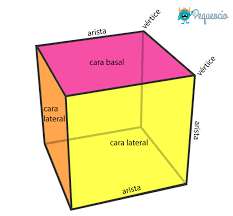 Pequeocio
arista
vértice
cara basal
vértice
cara
lateral
arista
cara lateral
arista